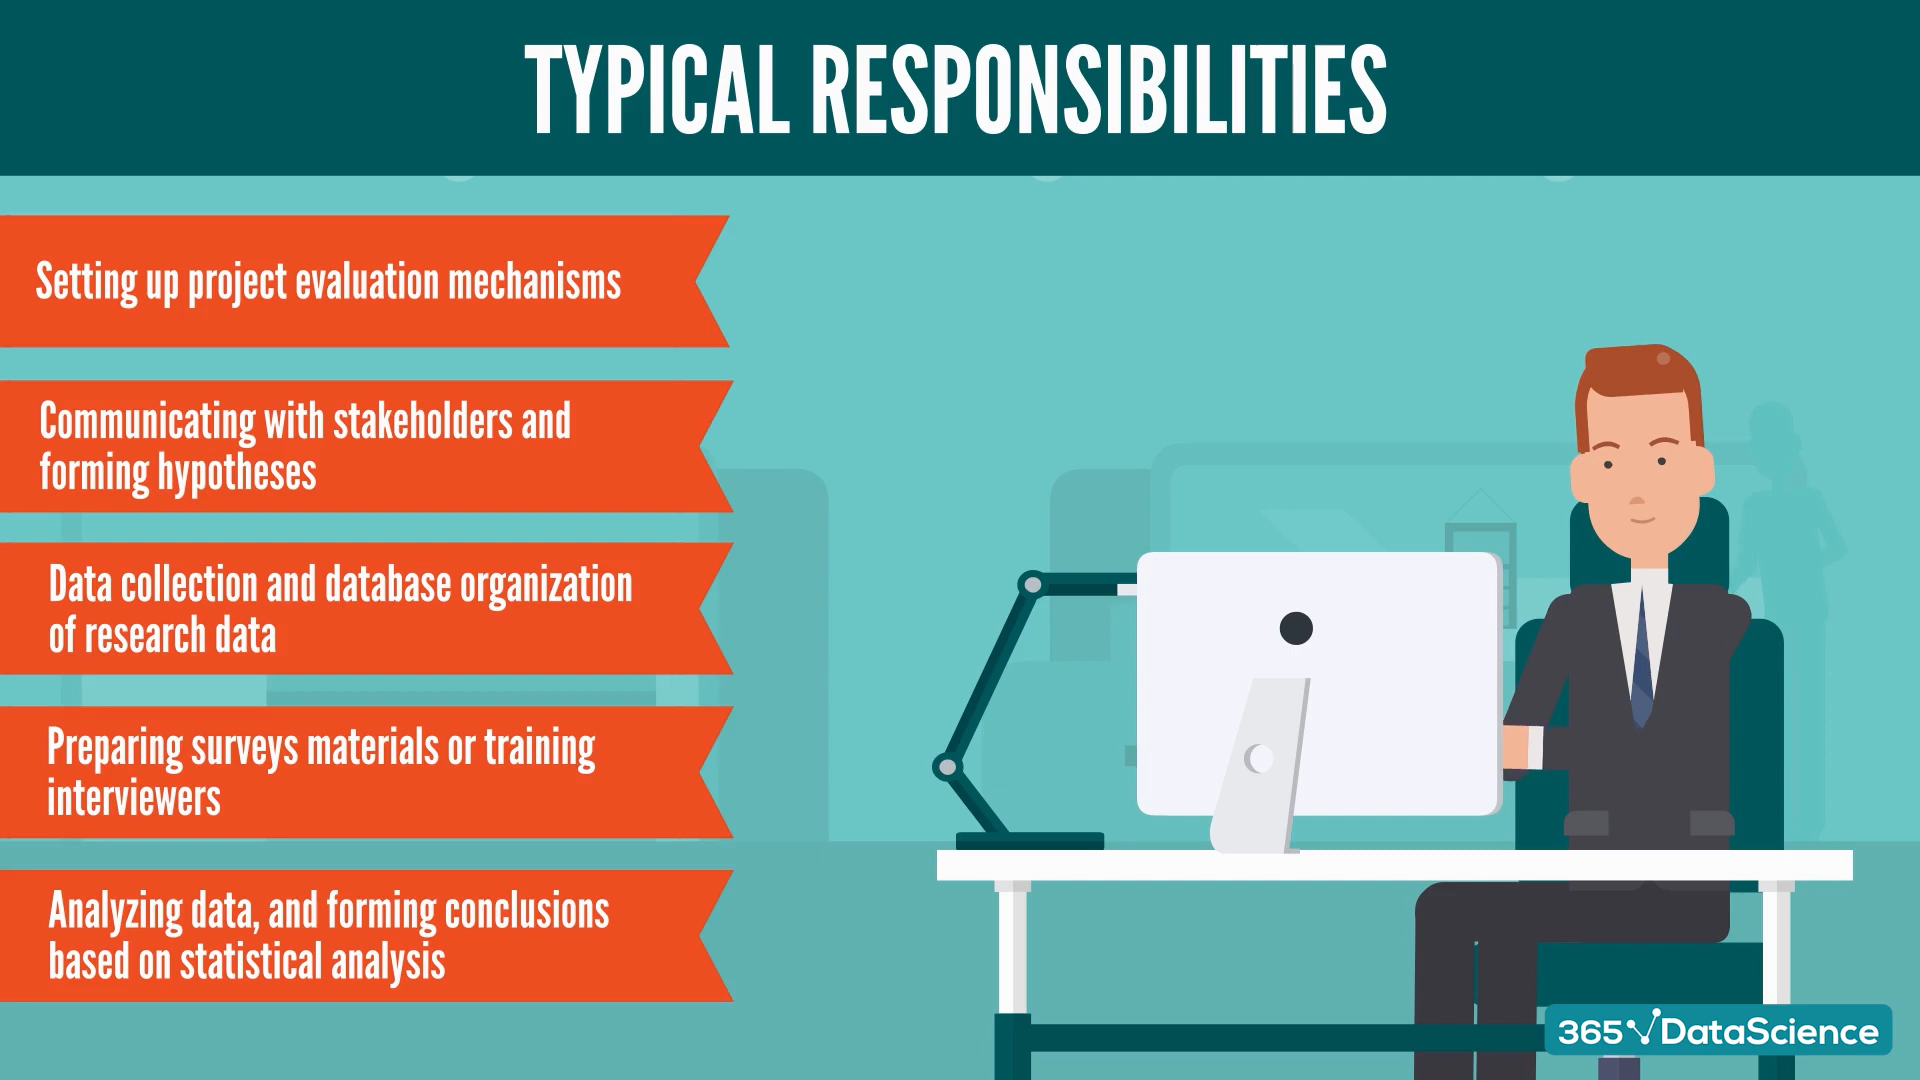 TYPICAL RESPONSIBILITIES
Setting up project evaluation mechanisms
Communicating with stakeholders and
forming hypotheses
Data collection and database organization
of research data
Preparing surveys materials or training
interviewers
Analyzing data, and forming conclusions
based on statistical analysis
365 DataScience